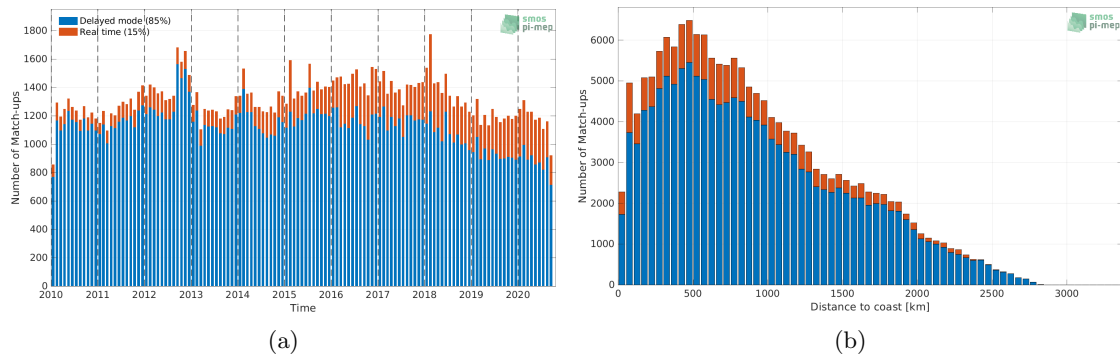 Delayed mode (85%)
Real time (15%)
smos
pi-mep
Number of Match-ups
1800
1600
1400
1200
1000
800
600
400
200
0
2010 2011 2012 2013 2014 2015 2016 2017 2018 2019 2020
Time
(a)
smos
pi-mep
Number of Match-ups
6000
5000
4000
3000
2000
1000
0
0 500 1000 1500 2000 2500 3000
Distance to coast [km]
(b)